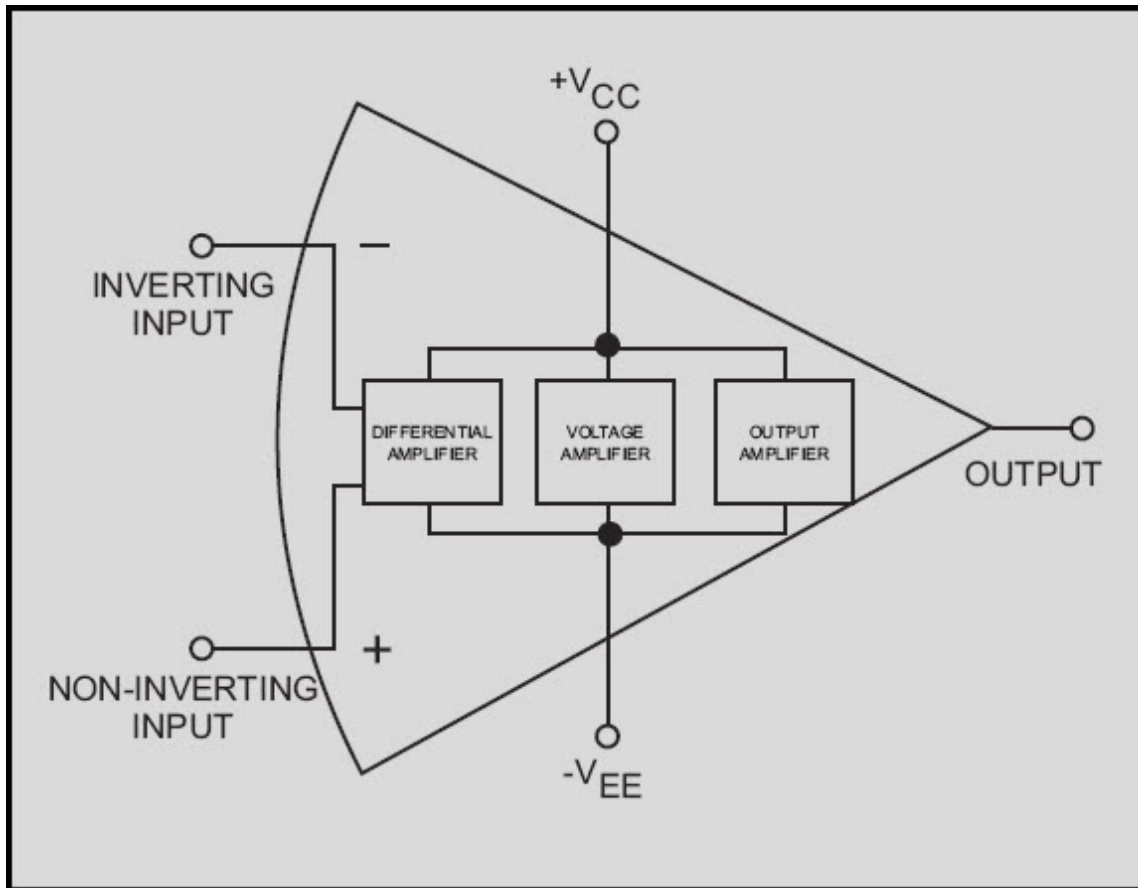 +VCC
−
INVERTING
INPUT
DIFFERENTIAL
AMPLIFIER
VOLTAGE
AMPLIFIER
OUTPUT
AMPLIFIER
OUTPUT
+
NON-INVERTING
INPUT
-VEE